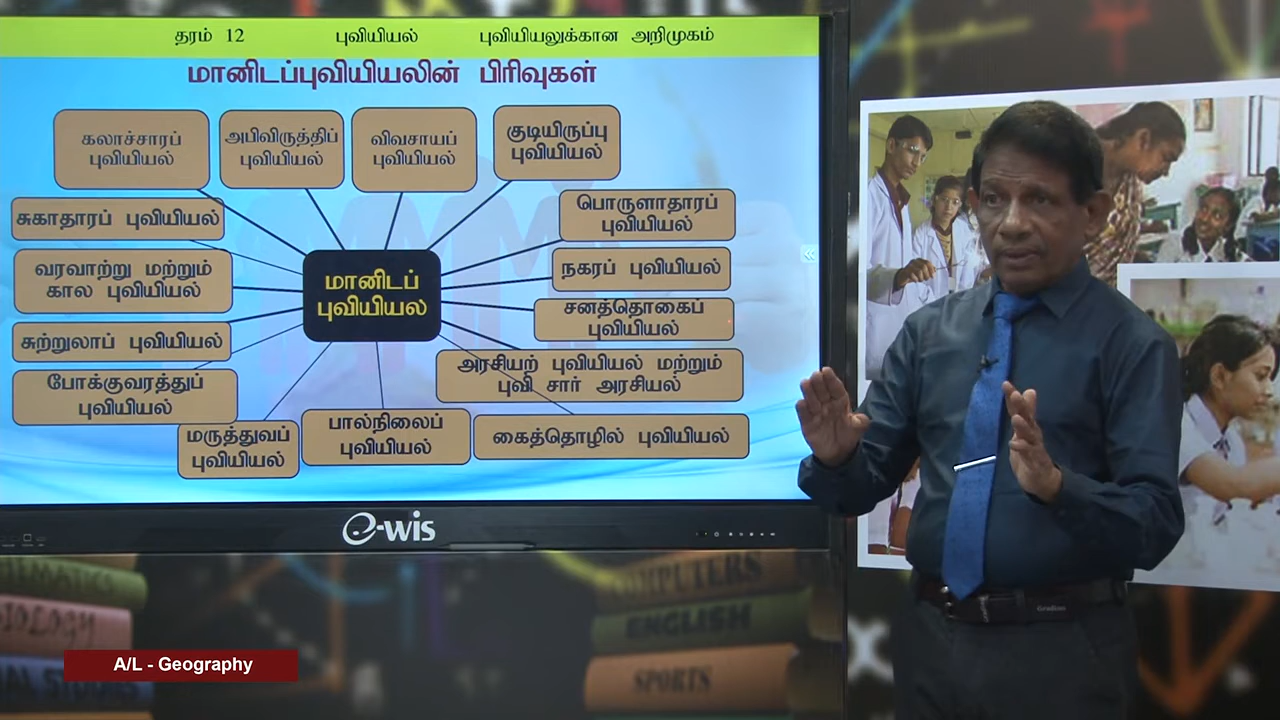 தரம் 12 புவியியல் புவியியலுக்கான அறிமுகம்
மானிடப்புவியியலின் பிரிவுகள்
கலாச்சாரப்
புவியியல்
அபிவிருத்திப்
புவியியல்
விவசாயப்
புவியியல்
குடியிருப்பு
புவியியல்
சுகாதாரப் புவியியல்
பொருளாதாரப்
புவியியல்
வரவாற்று மற்றும்
கால புவியியல்
மானிடப்
புவியியல்
நகரப் புவியியல்
சனத்தொகைப்
புவியியல்
சுற்றுலாப் புவியியல்
அரசியற் புவியியல் மற்றும்
புவி சார் அரசியல்
போக்குவரத்துப்
புவியியல்
மருத்துவப்
புவியியல்
பால்நிலைப்
புவியியல்
கைத்தொழில் புவியியல்
e-wis
COMPUTERS
ENGLISH
SPORTS
A/L - Geography